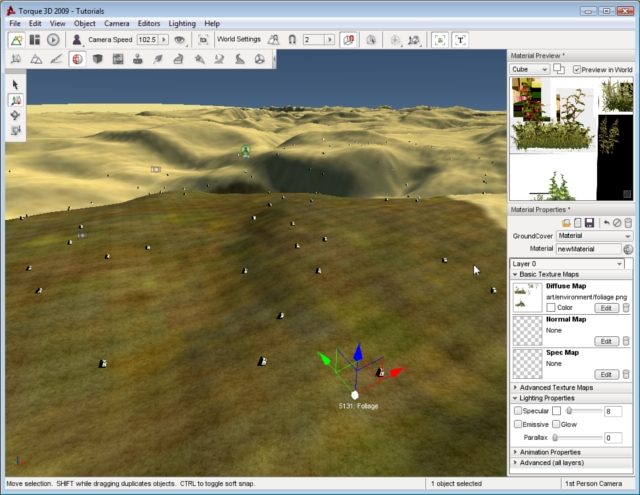 Torque 3D 2009 - Tutorials
File Edit View Object Camera Editors Lighting Help
Camera Speed 102.5 World Settings 2
Material Preview *
Cube Preview in World
Material Properties *
GroundCover Material
Material newMaterial
Layer 0
Basic Texture Maps
Diffuse Map
art/environment/foliage.png
Color Edit
Normal Map
None
Edit
Spec Map
None
Edit
Advanced Texture Maps
Lighting Properties
Specular 8
Emissive Glow
Parallax 0
Animation Properties
Advanced (all layers)
5131: Foliage
Move selection. SHIFT while dragging duplicates objects. CTRL to toggle soft snap. 1 object selected 1st Person Camera